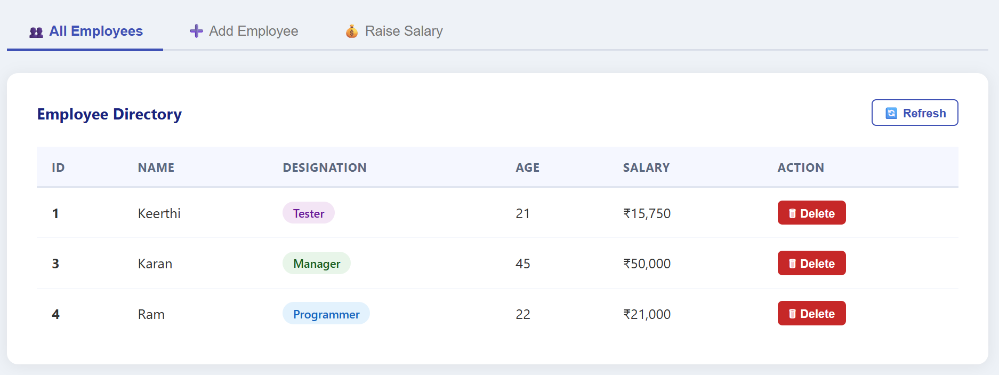 All Employees Add Employee Raise Salary
Employee Directory Refresh
ID NAME DESIGNATION AGE SALARY ACTION
1 Keerthi Tester 21 ₹15,750 Delete
3 Karan Manager 45 ₹50,000 Delete
4 Ram Programmer 22 ₹21,000 Delete